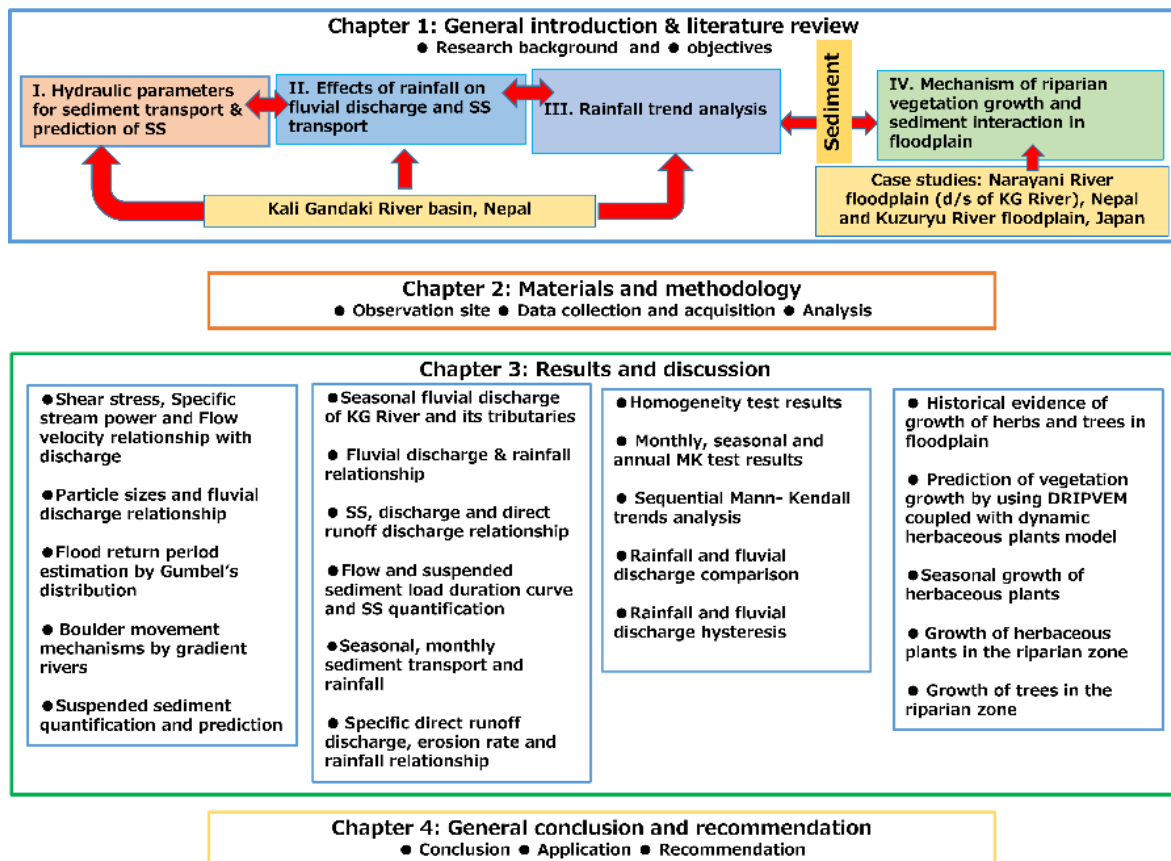 Chapter 1: General introduction & literature review
● Research background and ● objectives
I. Hydraulic parameters
for sediment transport &
prediction of SS
II. Effects of rainfall on
fluvial discharge and SS
transport
III. Rainfall trend analysis
Sediment
IV. Mechanism of riparian
vegetation growth and
sediment interaction in
floodplain
Kali Gandaki River basin, Nepal
Case studies: Narayani River
floodplain (d/s of KG River), Nepal
and Kuzuryu River floodplain, Japan
Chapter 2: Materials and methodology
● Observation site ● Data collection and acquisition ● Analysis
Chapter 3: Results and discussion
●Shear stress, Specific
stream power and Flow
velocity relationship with
discharge
●Particle sizes and fluvial
discharge relationship
●Flood return period
estimation by Gumbel's
distribution
● Boulder movement
mechanisms by gradient
rivers
●Suspended sediment
quantification and prediction
●Seasonal fluvial discharge
of KG River and its tributaries
● Fluvial discharge & rainfall
relationship
● SS, discharge and direct
runoff discharge relationship
●Flow and suspended
sediment load duration curve
and SS quantification
●Seasonal, monthly
sediment transport and
rainfall
● Specific direct runoff
discharge, erosion rate and
rainfall relationship
●Homogeneity test results
● Monthly, seasonal and
annual MK test results
●Sequential Mann- Kendall
trends analysis
●Rainfall and fluvial
discharge comparison
●Rainfall and fluvial
discharge hysteresis
● Historical evidence of
growth of herbs and trees in
floodplain
●Prediction of vegetation
growth by using DRIPVEM
coupled with dynamic
herbaceous plants model
●Seasonal growth of
herbaceous plants
● Growth of herbaceous
plants in the riparian zone
● Growth of trees in the
riparian zone
Chapter 4: General conclusion and recommendation
● Conclusion ● Application ● Recommendation